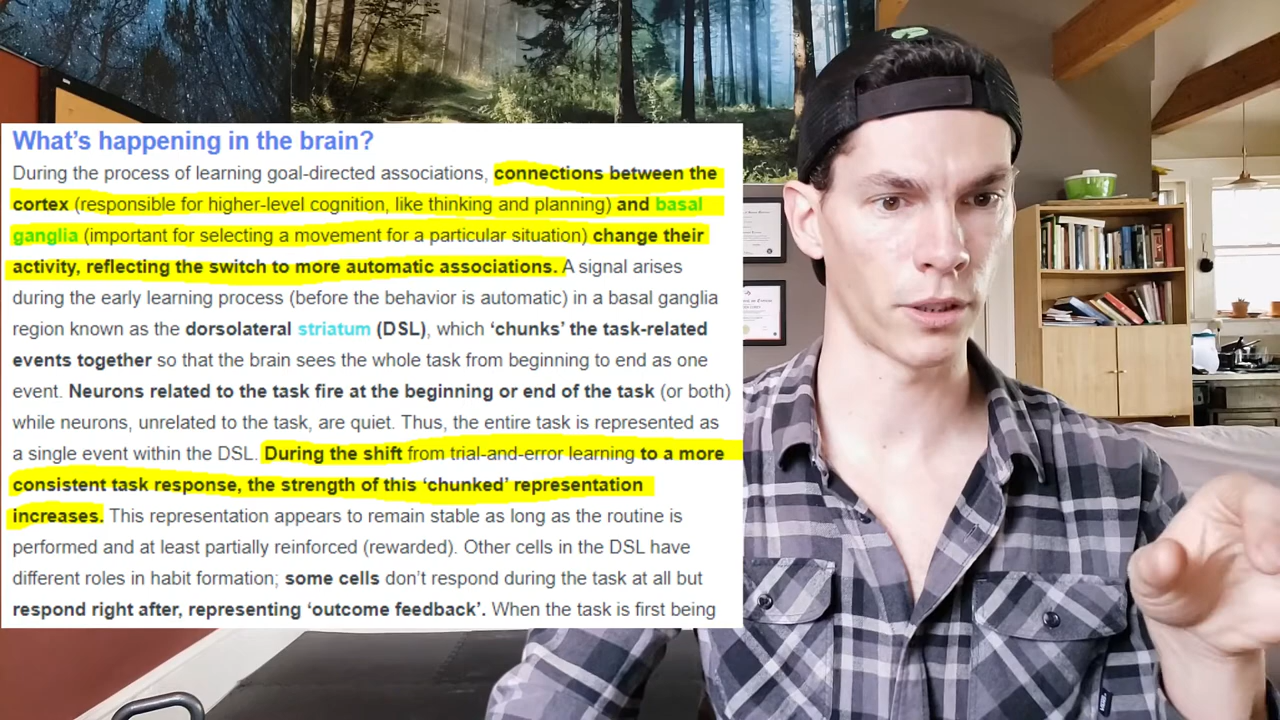 What's happening in the brain?
During the process of learning goal-directed associations, connections between the
cortex (responsible for higher-level cognition, like thinking and planning) and basal
ganglia (important for selecting a movement for a particular situation) change their
activity, reflecting the switch to more automatic associations. A signal arises
during the early learning process (before the behavior is automatic) in a basal ganglia
region known as the dorsolateral striatum (DSL), which ‘chunks’ the task-related
events together so that the brain sees the whole task from beginning to end as one
event. Neurons related to the task fire at the beginning or end of the task (or both)
while neurons, unrelated to the task, are quiet. Thus, the entire task is represented as
a single event within the DSL. During the shift from trial-and-error learning to a more
consistent task response, the strength of this ‘chunked’ representation
increases. This representation appears to remain stable as long as the routine is
performed and at least partially reinforced (rewarded). Other cells in the DSL have
different roles in habit formation; some cells don’t respond during the task at all but
respond right after, representing ‘outcome feedback’. When the task is first being